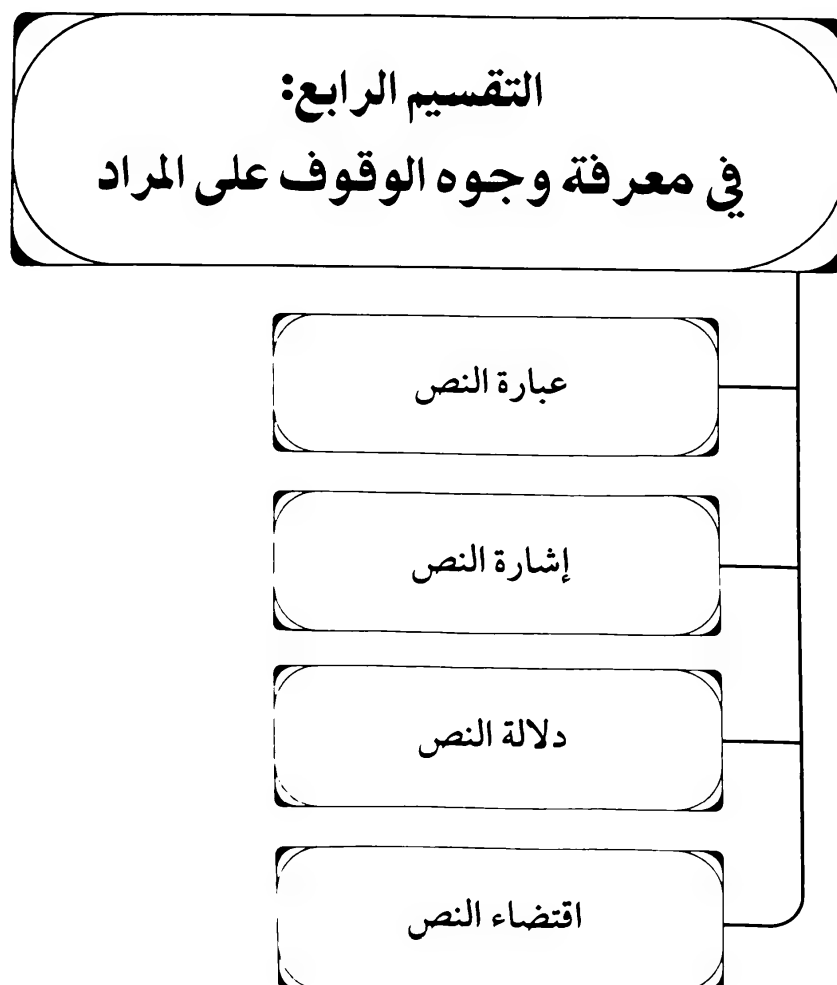 التقسيم الرابع:
في معرفة وجوه الوقوف على المراد
عبارة النص
إشارة النص
دلالة النص
اقتضاء النص